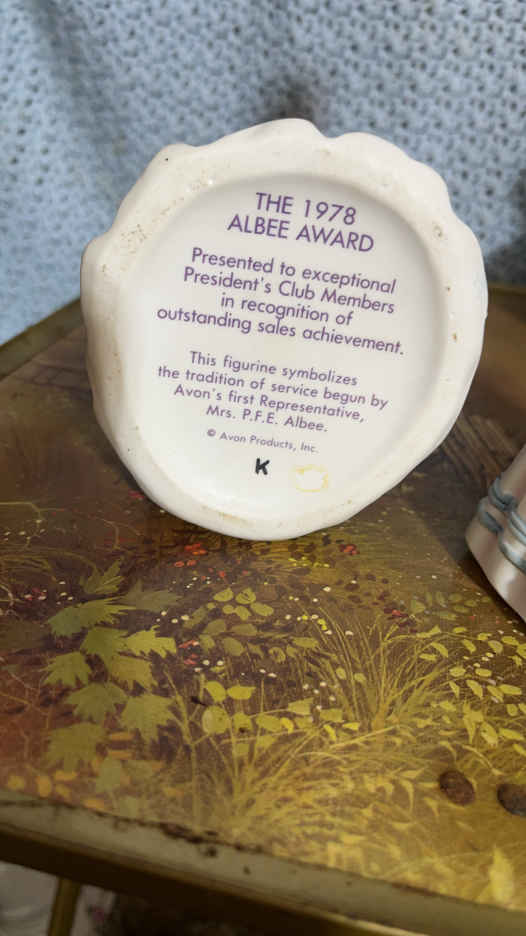 THE 1978
ALBEE AWARD
Presented to exceptional
President's Club Members
in recognition of
outstanding sales achievement.
This figurine symbolizes
the tradition of service begun by
Avon's first Representative,
Mrs. P.F.E. Albee.
© Avon Products, Inc.
K